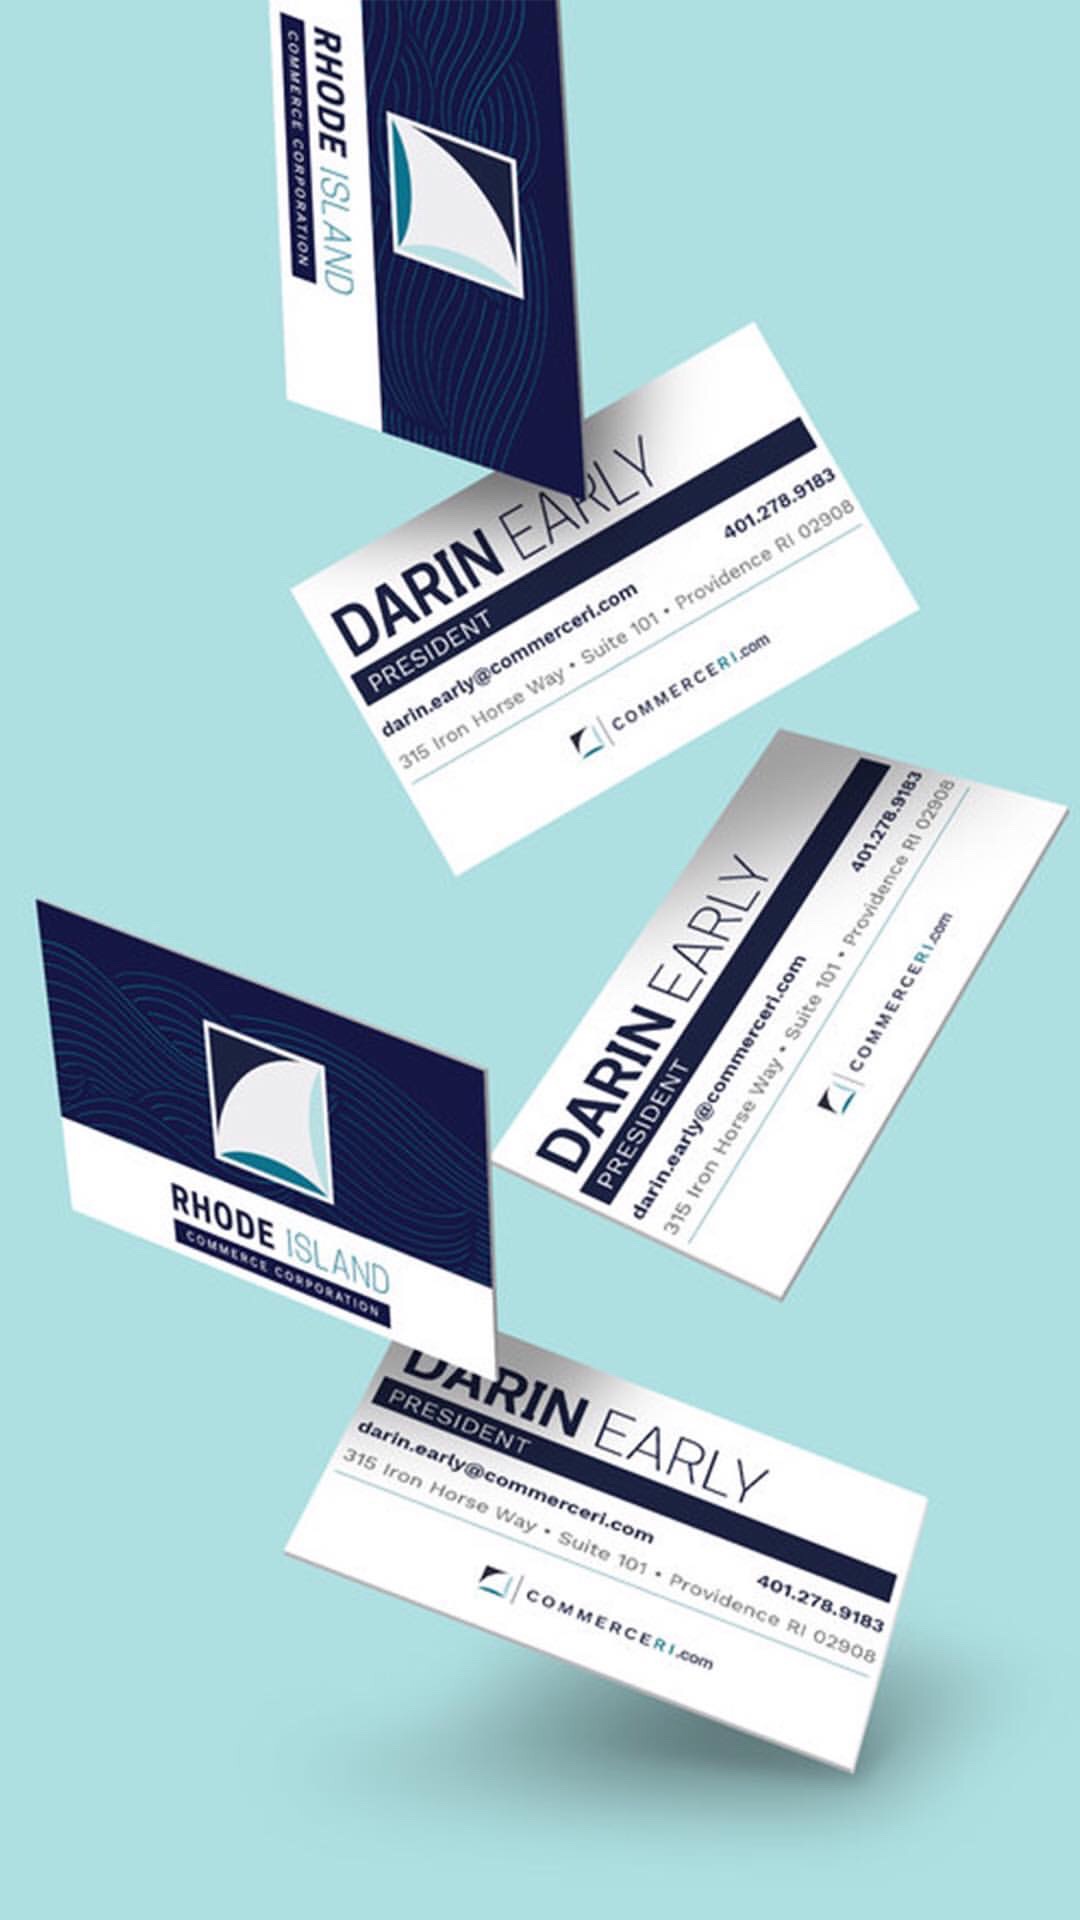 RHODE ISLAND
COMMERCE CORPORATION
DARIN EARLY
PRESIDENT
401.278.9183
darin.early@commerceri.com
315 Iron Horse Way • Suite 101 • Providence RI 02908
COMMERCERI.com
DARIN EARLY
PRESIDENT
401.278.9183
darin.early@commerceri.com
315 Iron Horse Way • Suite 101 • Providence RI 02908
COMMERCERI.com
RHODE ISLAND
COMMERCE CORPORATION
DARIN EARLY
PRESIDENT
darin.early@commerceri.com
401.278.9183
315 Iron Horse Way • Suite 101 • Providence RI 02908
COMMERCERI.com